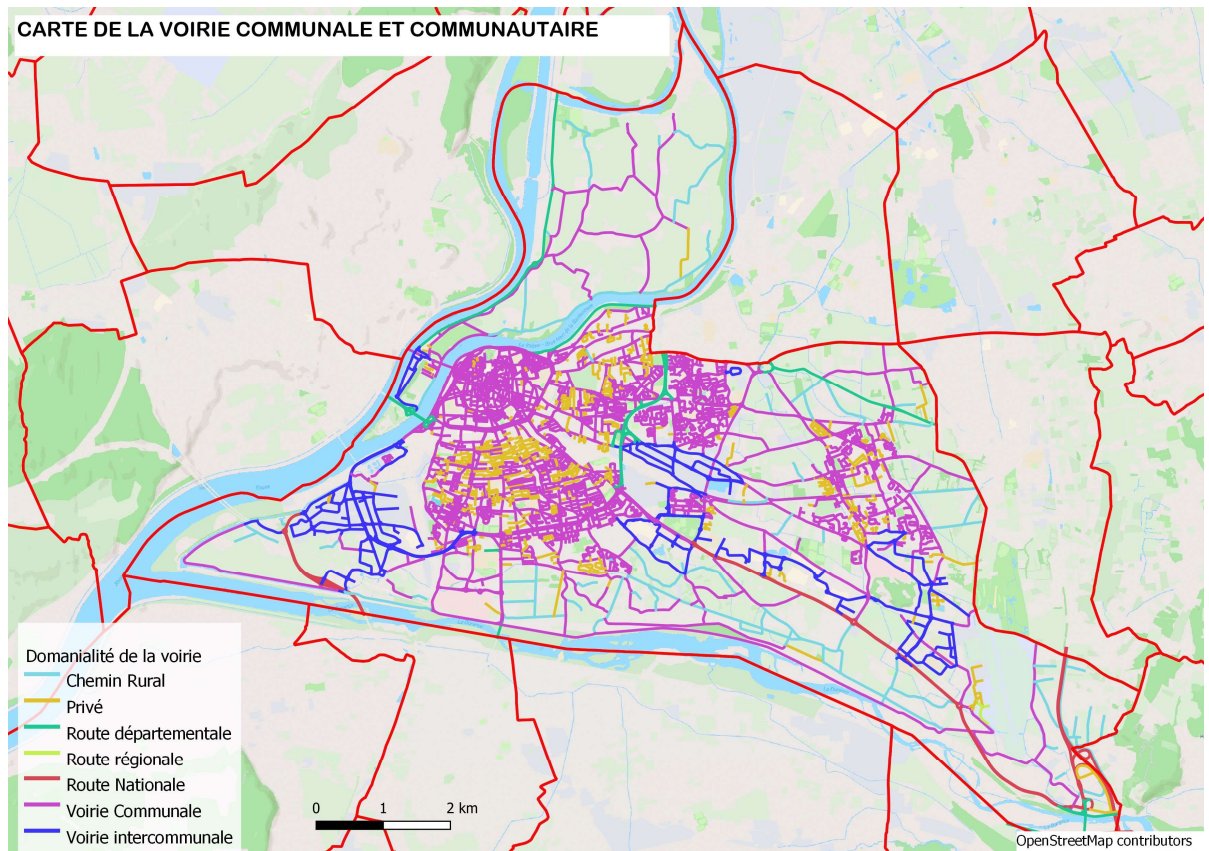 CARTE DE LA VOIRIE COMMUNALE ET COMMUNAUTAIRE
Domanialité de la voirie
Chemin Rural
Privé
Route départementale
Route régionale
Route Nationale
Voirie Communale
Voirie intercommunale
0 1 2 km
OpenStreetMap contributors